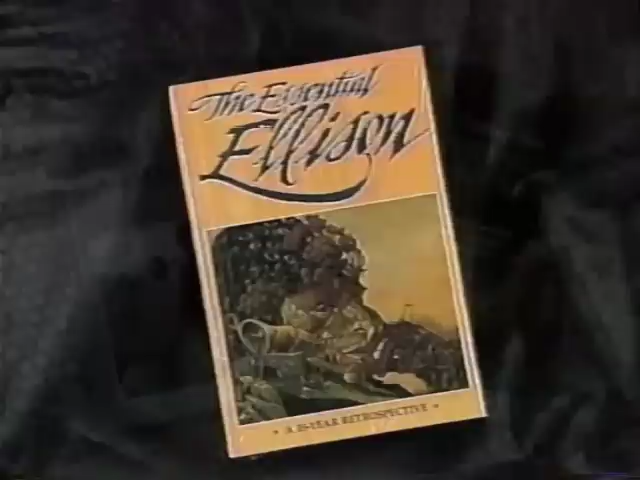 The Essential
Ellison
• A 35-YEAR RETROSPECTIVE •